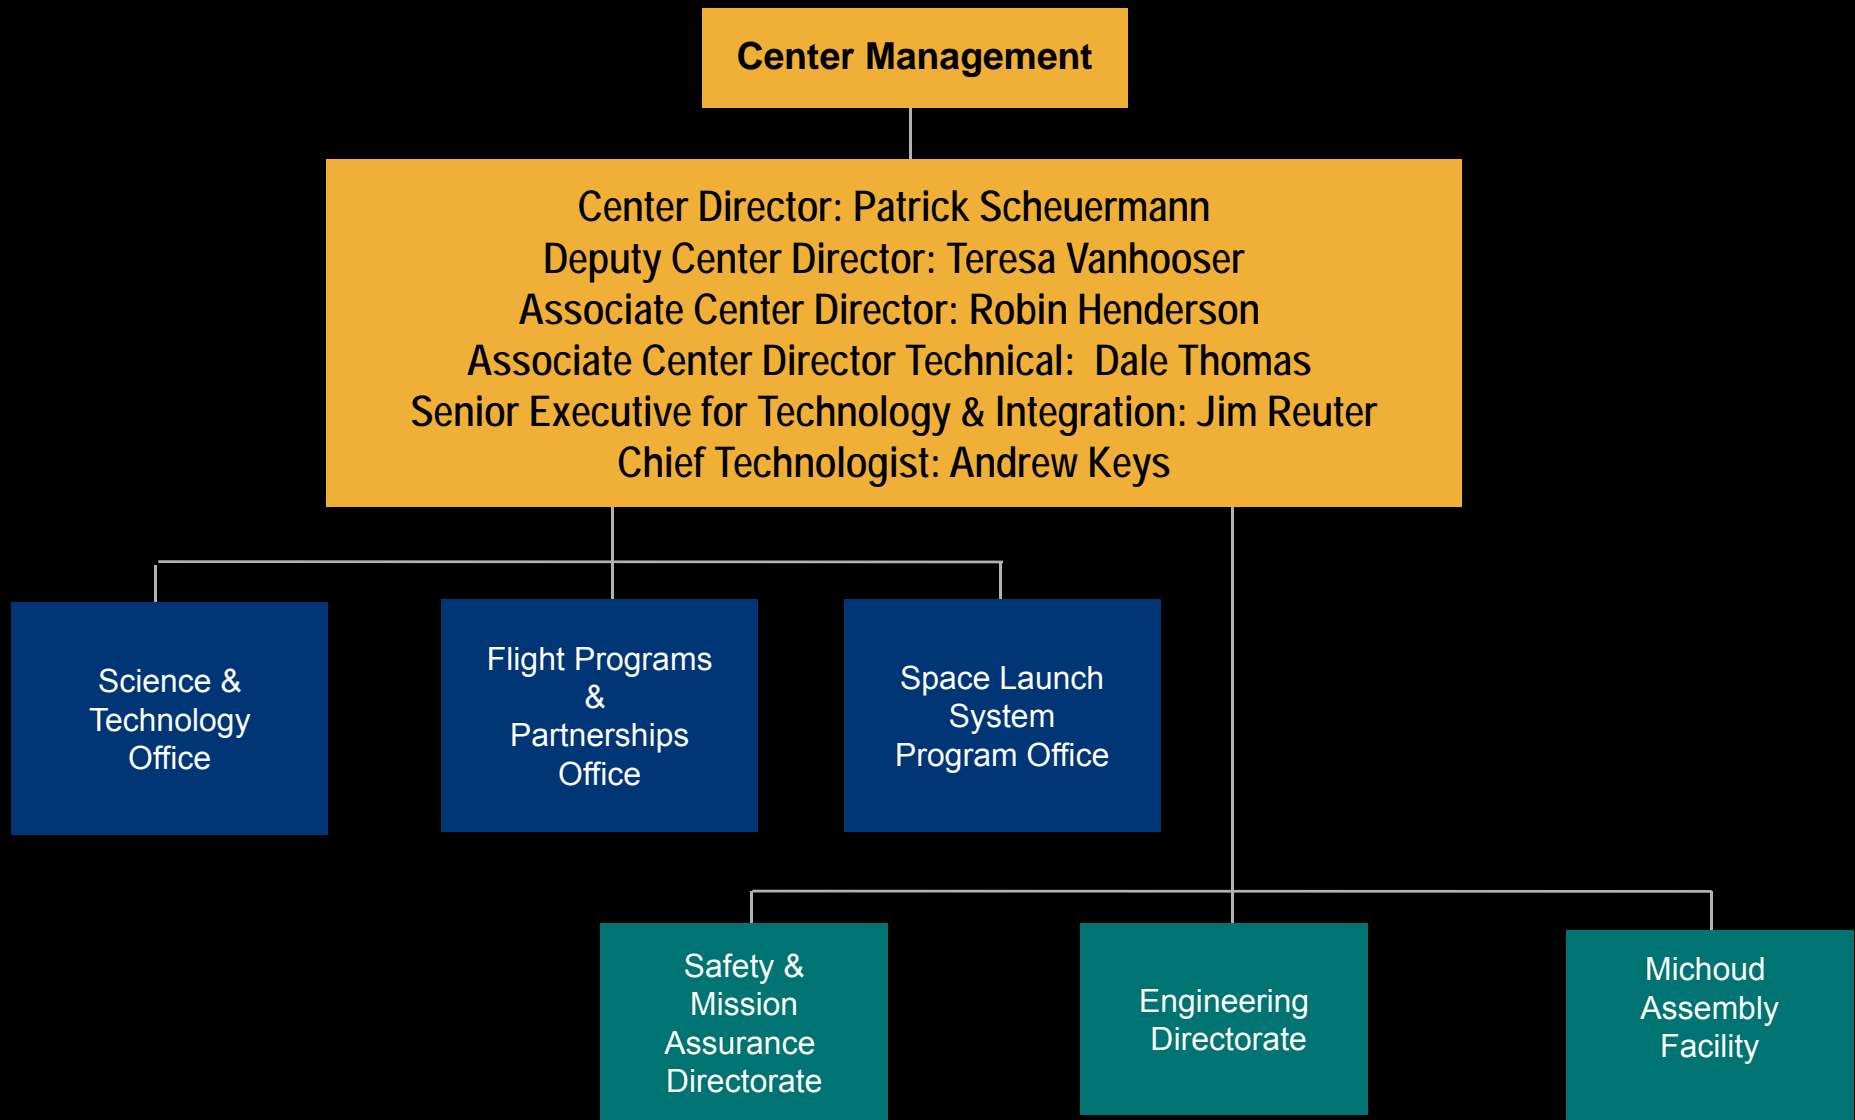 Center Management
Center Director: Patrick Scheuermann
Deputy Center Director: Teresa Vanhooser
Associate Center Director: Robin Henderson
Associate Center Director Technical:  Dale Thomas
Senior Executive for Technology & Integration: Jim Reuter
Chief Technologist: Andrew Keys
Science &
Technology
Office
Flight Programs
&
Partnerships
Office
Space Launch
System
Program Office
Safety &
Mission
Assurance
Directorate
Engineering
Directorate
Michoud
Assembly
Facility